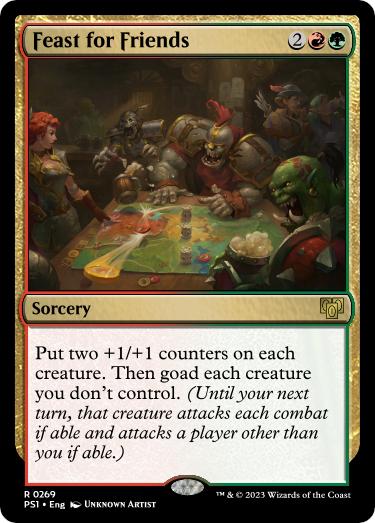 Feast for Friends 2
Sorcery
Put two +1/+1 counters on each
creature. Then goad each creature
you don't control. (Until your next
turn, that creature attacks each combat
if able and attacks a player other than
you if able.)
R 0269
PS1 • Eng Unknown Artist
™ & © 2023 Wizards of the Coast